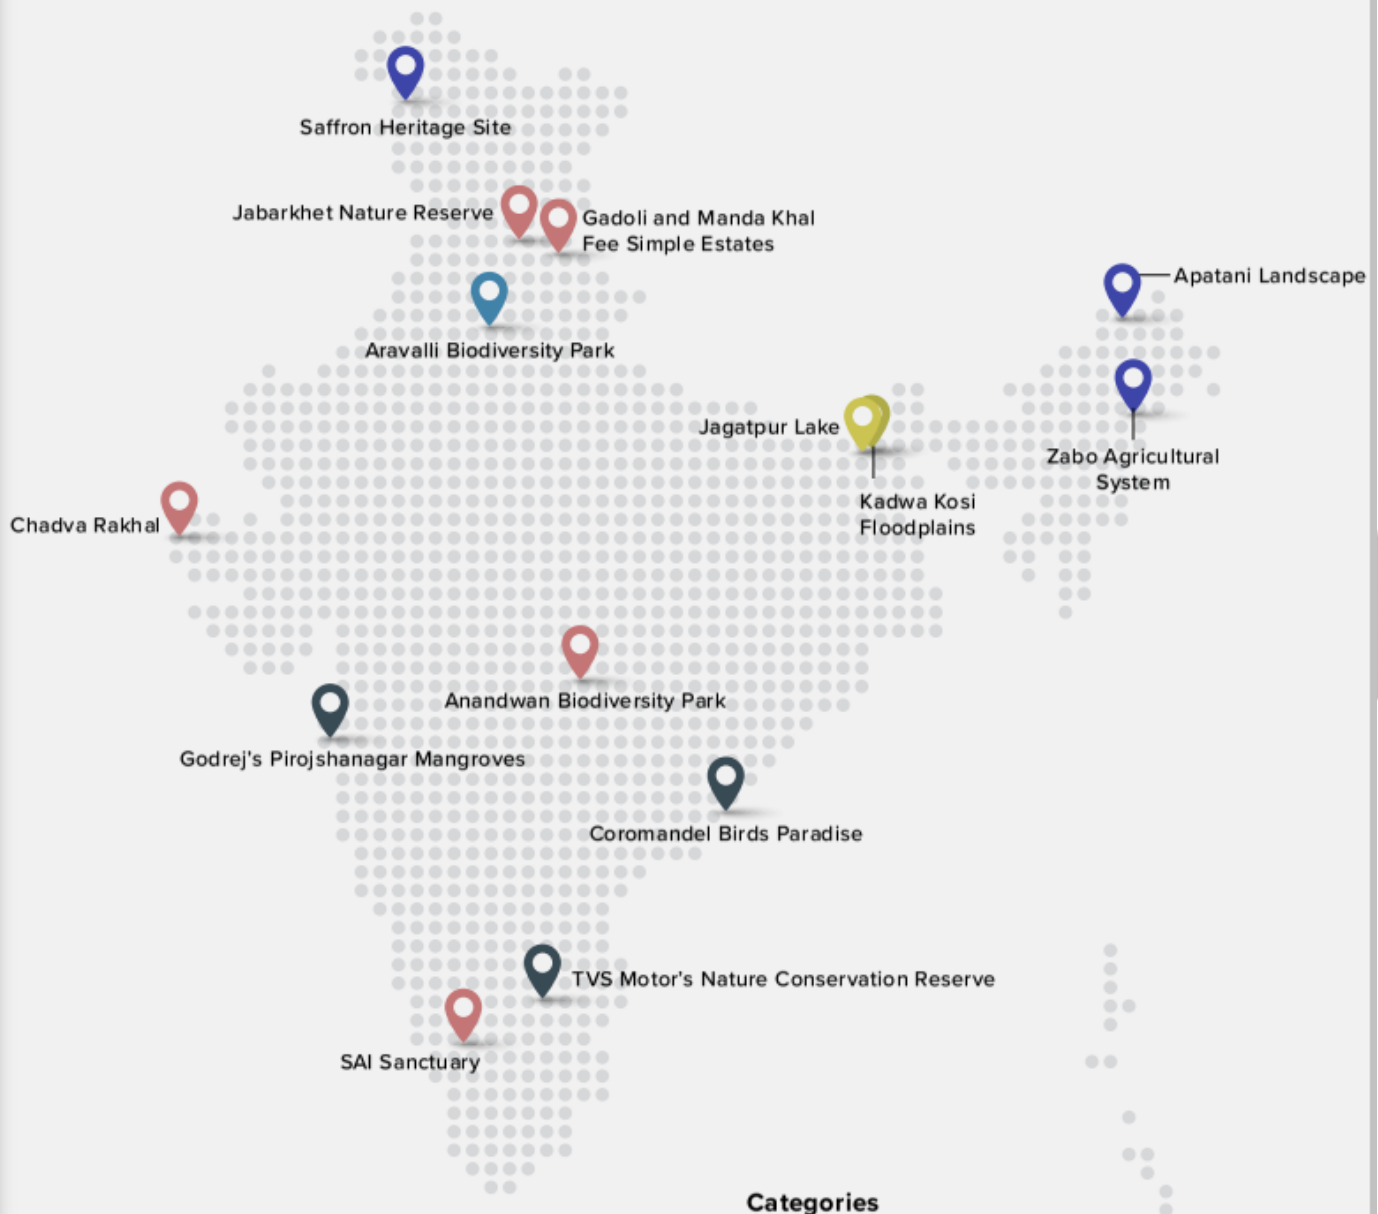 Saffron Heritage Site
Jabarkhet Nature Reserve
Gadoli and Manda Khal
Fee Simple Estates
Apatani Landscape
Aravalli Biodiversity Park
Jagatpur Lake
Zabo Agricultural
System
Kadwa Kosi
Floodplains
Chadva Rakhal
Anandwan Biodiversity Park
Godrej's Pirojshanagar Mangroves
Coromandel Birds Paradise
TVS Motor's Nature Conservation Reserve
SAI Sanctuary
Categories